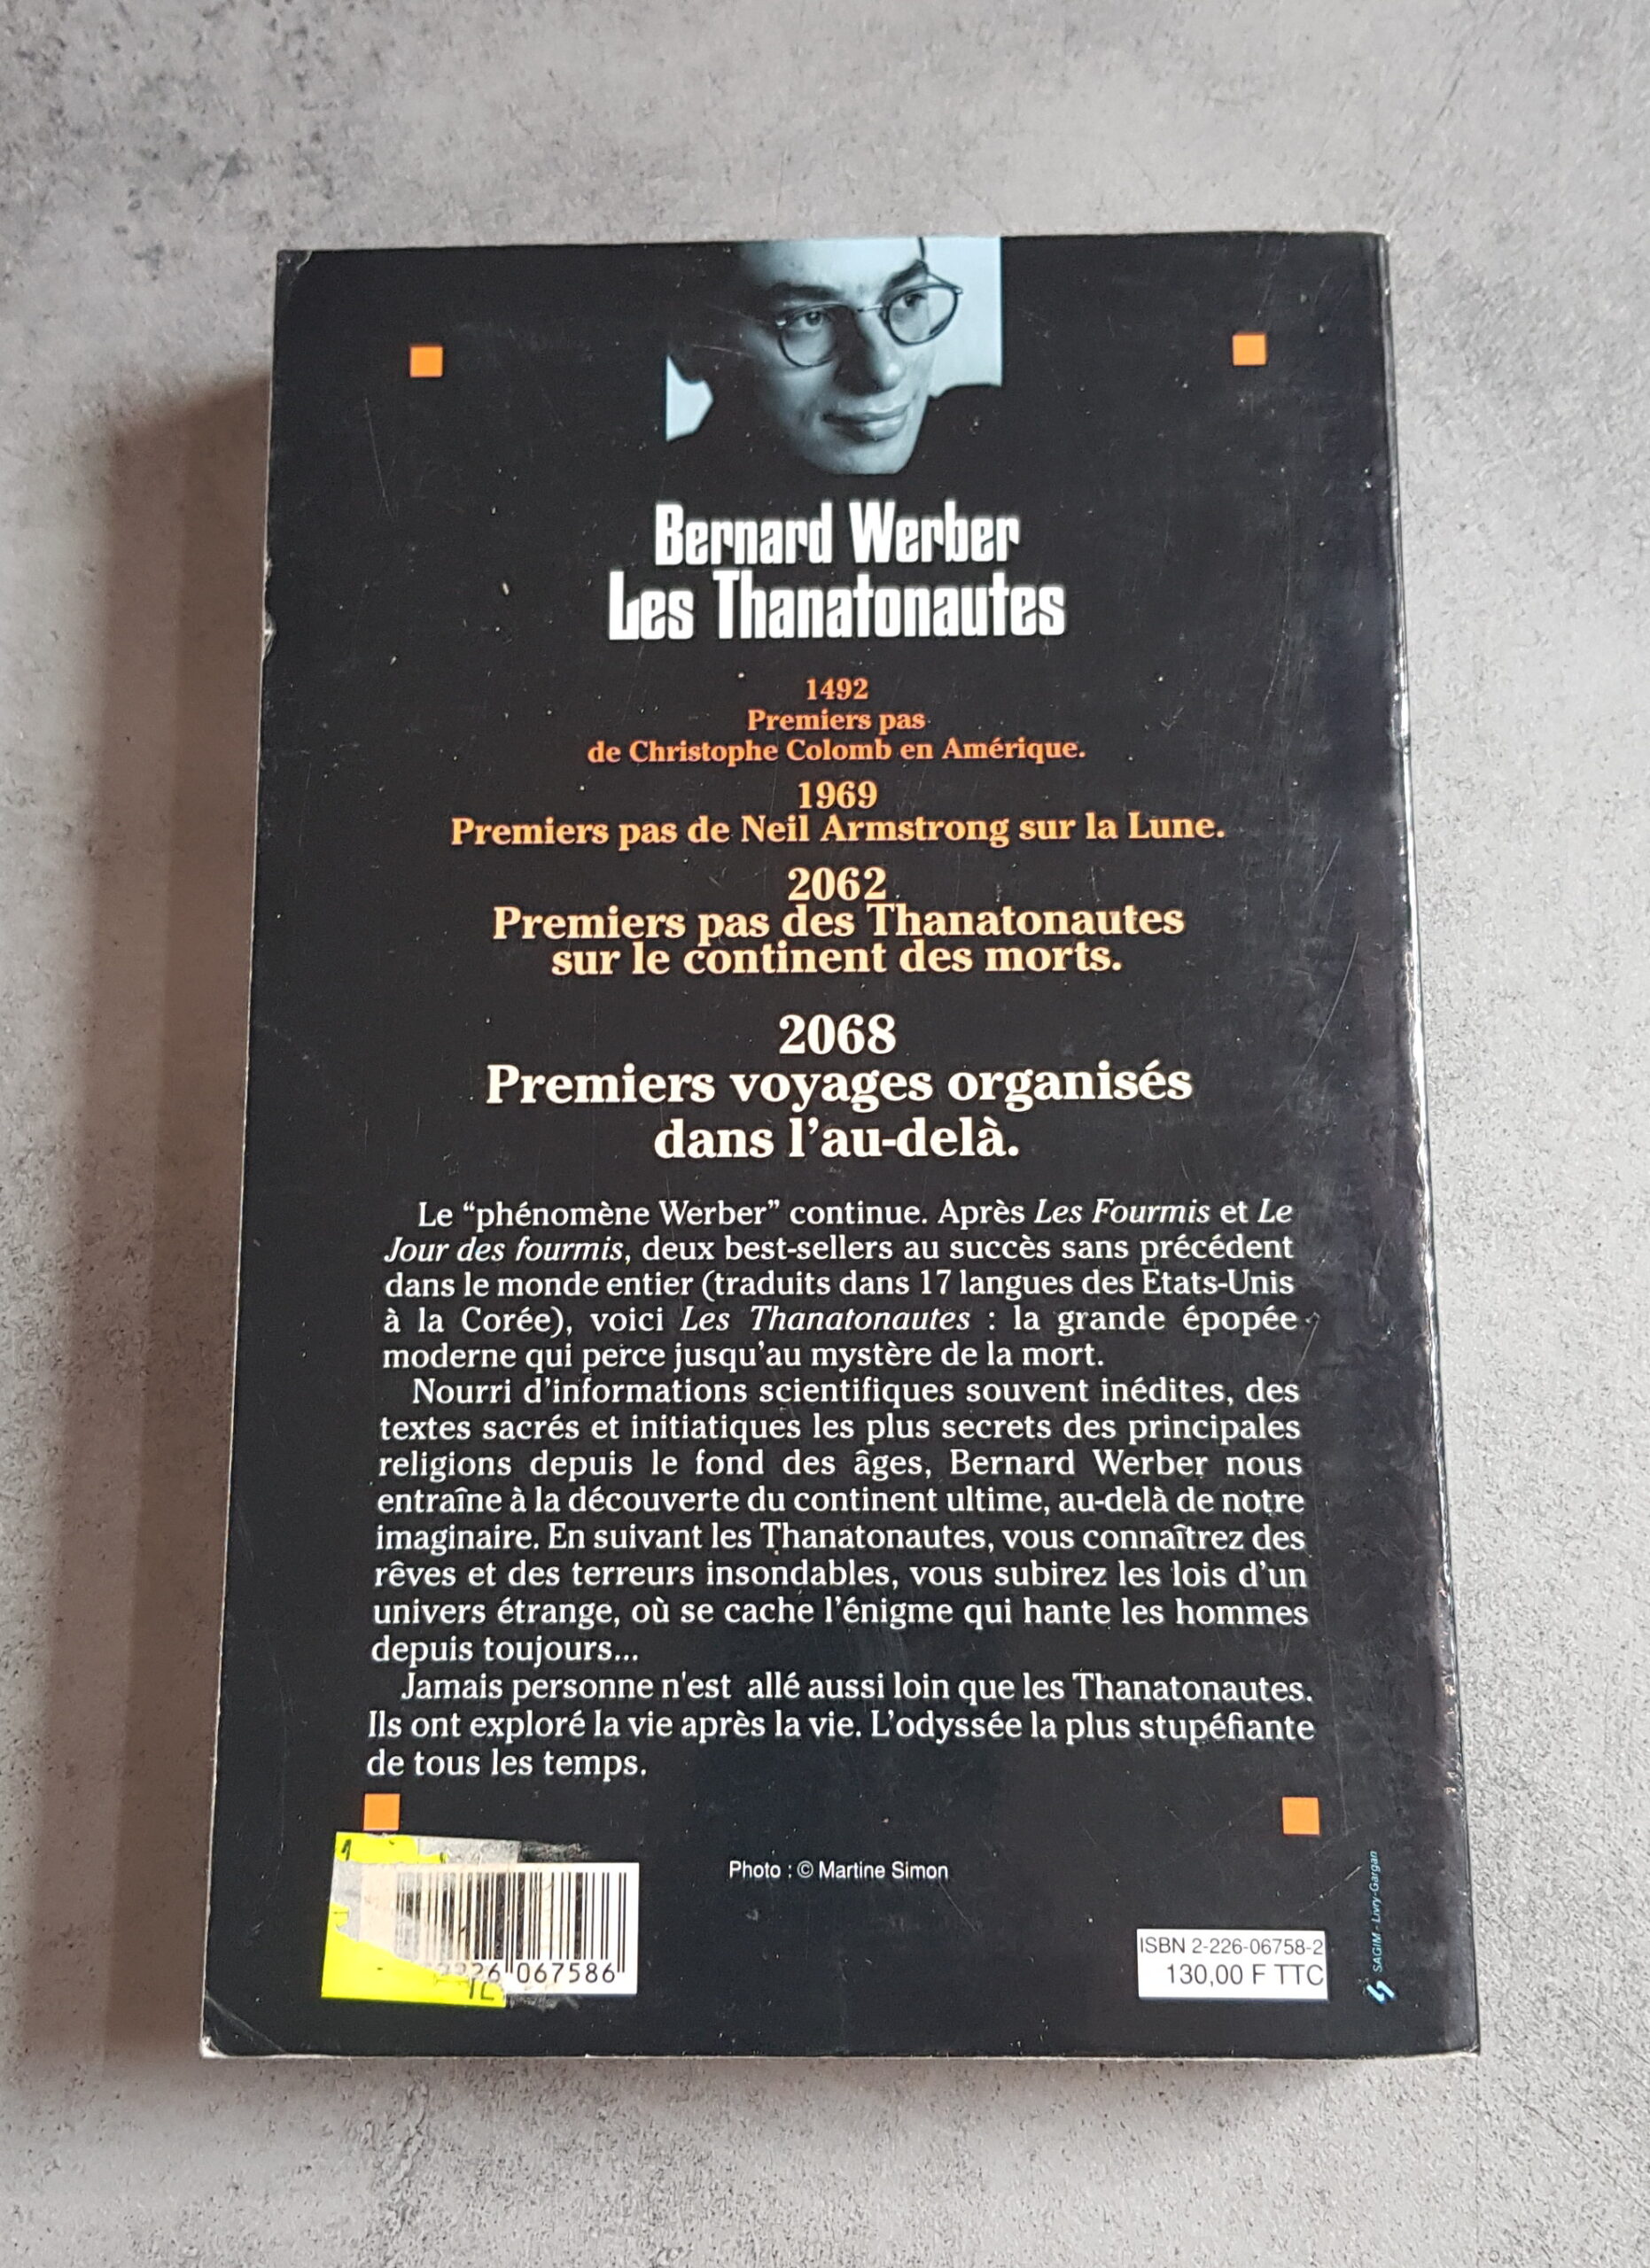 Bernard Werber
Les Thanatonautes
1492
Premiers pas
de Christophe Colomb en Amérique.
1969
Premiers pas de Neil Armstrong sur la Lune.
2062
Premiers pas des Thanatonautes
sur le continent des morts.
2068
Premiers voyages organisés
dans l'au-delà.
Le “phénomène Werber” continue. Après Les Fourmis et Le
Jour des fourmis, deux best-sellers au succès sans précédent
dans le monde entier (traduits dans 17 langues des Etats-Unis
à la Corée), voici Les Thanatonautes : la grande épopée
moderne qui perce jusqu'au mystère de la mort.
Nourri d'informations scientifiques souvent inédites, des
textes sacrés et initiatiques les plus secrets des principales
religions depuis le fond des âges, Bernard Werber nous
entraîne à la découverte du continent ultime, au-delà de notre
imaginaire. En suivant les Thanatonautes, vous connaîtrez des
rêves et des terreurs insondables, vous subirez les lois d'un
univers étrange, où se cache l'énigme qui hante les hommes
depuis toujours...
Jamais personne n'est allé aussi loin que les Thanatonautes.
Ils ont exploré la vie après la vie. L'odyssée la plus stupéfiante
de tous les temps.
1
Photo : © Martine Simon
067586
ISBN 2-226-06758-2
130,00 F TTC
SAGIM - Livry-Gargan